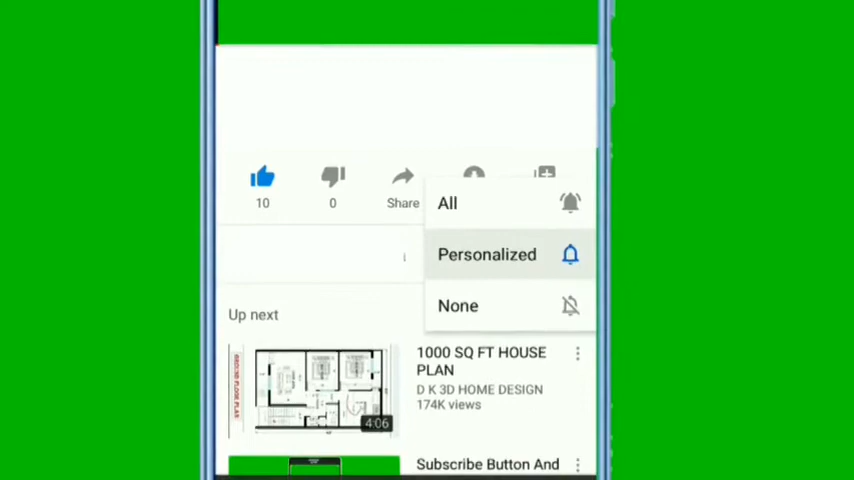 10
0
Share
All
Personalized
None
Up next
1000 SQ FT HOUSE
PLAN
D K 3D HOME DESIGN
174K views
4:06
Subscribe Button And